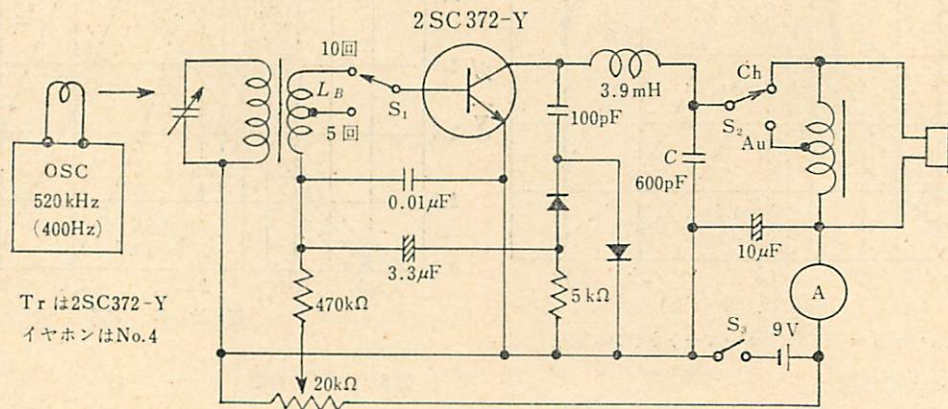 2SC372-Y
10回
L_B
5回
S₁
3.9mH
100pF
Ch
S₂
Au
C
600pF
OSC
520kHz
(400Hz)
0.01μF
3.3μF
10μF
470kΩ
5kΩ
A
Trは2SC372-Y
イヤホンはNo.4
S₃
9V
20kΩ